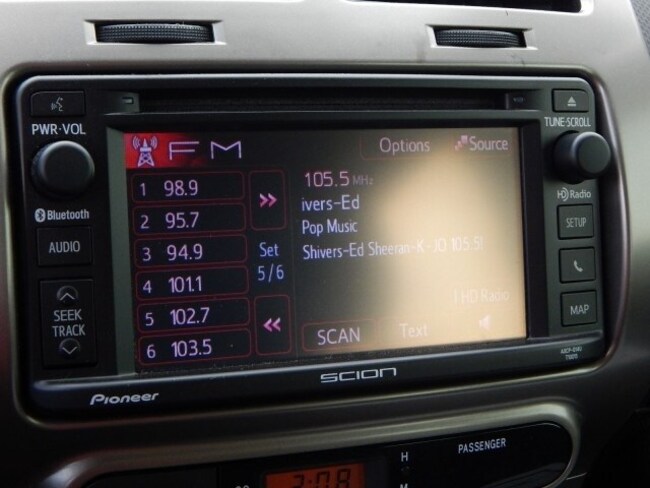 PWR·VOL
TUNE·SCROLL
FM
Options
Source
1 98.9
2 95.7
3 94.9
4 101.1
5 102.7
6 103.5
Set
5/6
105.5 MHz
ivers-Ed
Pop Music
Shivers-Ed Sheeran-K-JO 105.5!
HD Radio
SCAN
Text
Bluetooth
AUDIO
SEEK
TRACK
HD Radio
SETUP
MAP
Pioneer
SCION
PASSENGER
H
M